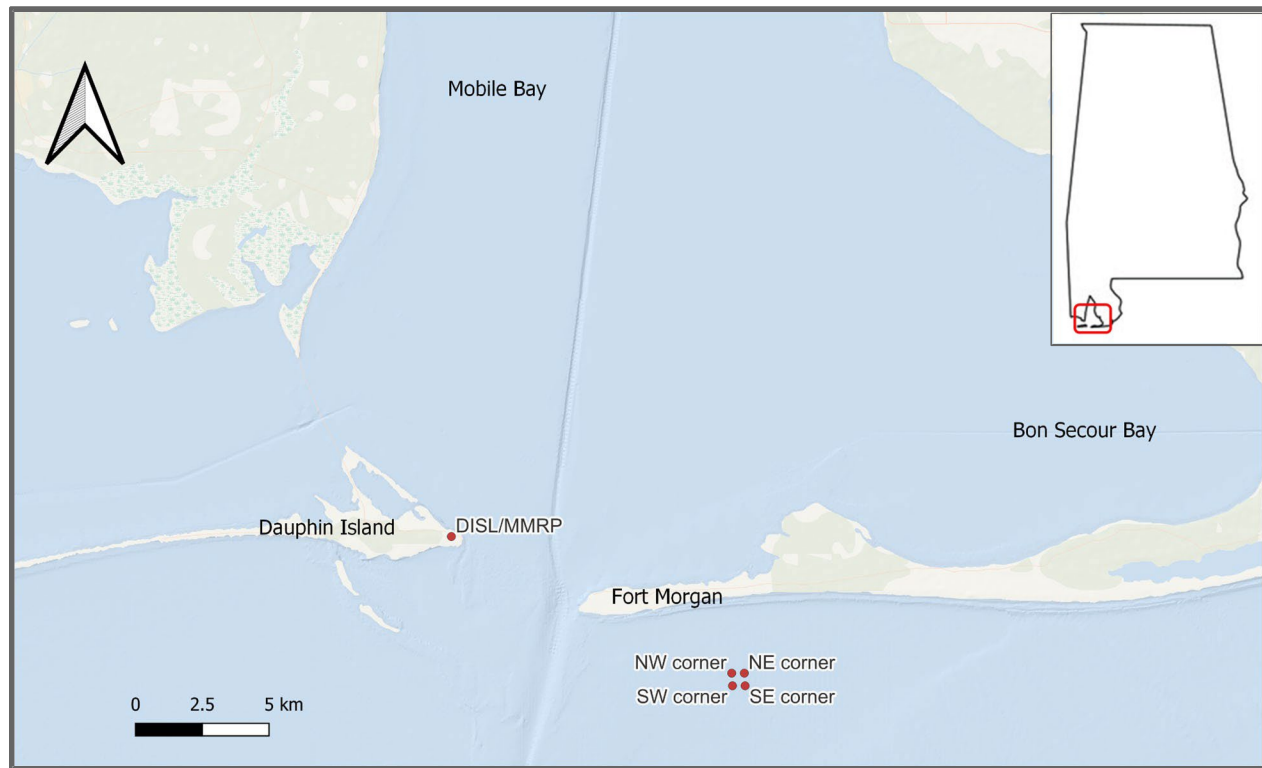 Mobile Bay
Bon Secour Bay
Dauphin Island
DISL/MMRP
Fort Morgan
NW corner
NE corner
SW corner
SE corner
0 2.5 5 km